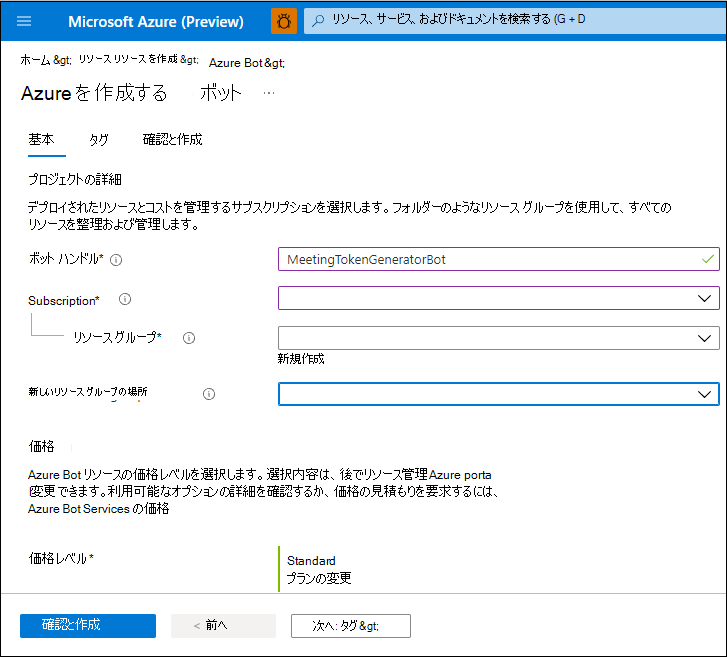 Microsoft Azure (Preview)
リソース、サービス、およびドキュメントを検索する (G + D
ホーム &gt; リソース リソースを作成 &gt; Azure Bot &gt;
Azure を作成する ボット ...
基本 タグ 確認と作成
プロジェクトの詳細
デプロイされたリソースとコストを管理するサブスクリプションを選択します。フォルダーのようなリソース グループを使用して、すべての
リソースを整理および管理します。
ボット ハンドル* MeetingTokenGeneratorBot
Subscription*
リソース グループ*
新規作成
新しいリソース グループの場所
価格
Azure Bot リソースの価格レベルを選択します。選択内容は、後でリソース管理 Azure porta
変更できます。利用可能なオプションの詳細を確認するか、価格の見積もりを要求するには、
Azure Bot Services の価格
価格レベル* Standard
プランの変更
確認と作成 < 前へ 次へ: タグ &gt;